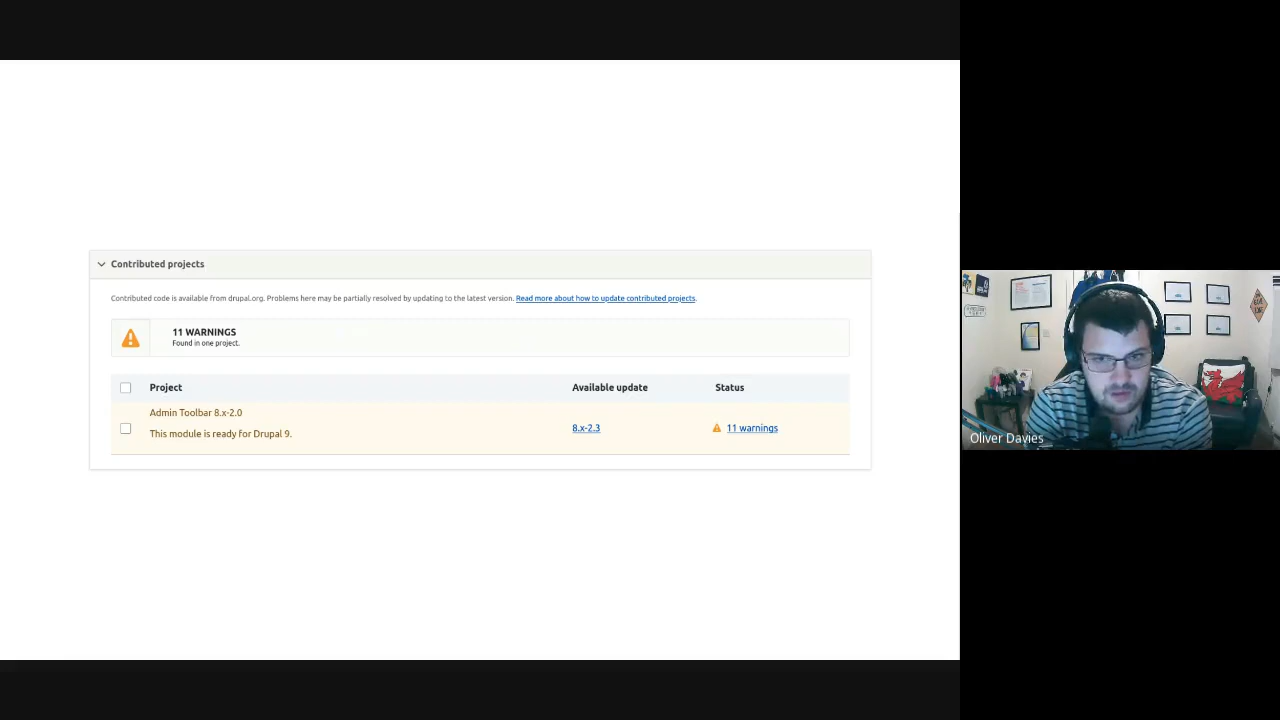 Contributed projects
Contributed code is available from drupal.org. Problems here may be partially resolved by updating to the latest version. Read more about how to update contributed projects.
11 WARNINGS
Found in one project.
Project Available update Status
Admin Toolbar 8.x-2.0
This module is ready for Drupal 9.
8.x-2.3 11 warnings
Oliver Davies